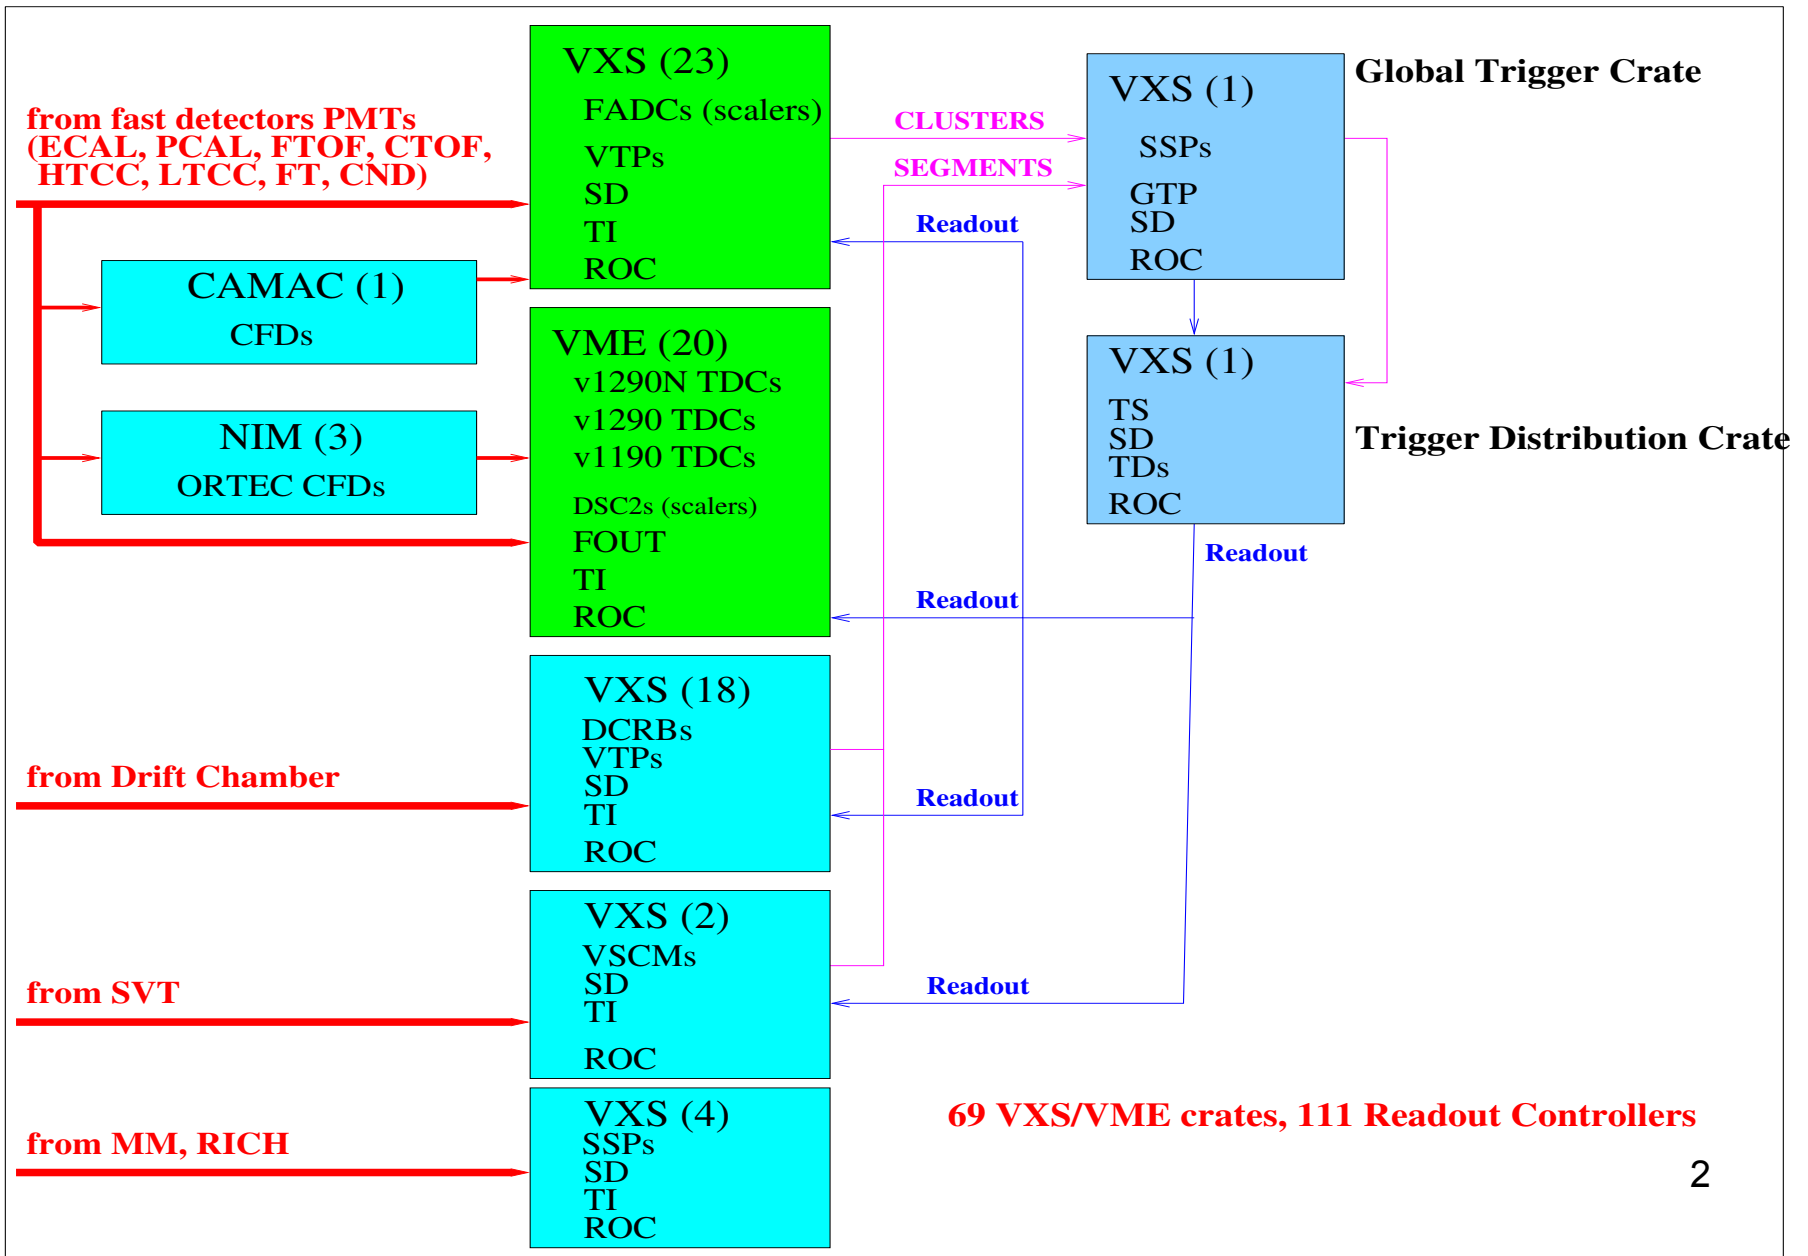 from fast detectors PMTs
(ECAL, PCAL, FTOF, CTOF,
HTCC, LTCC, FT, CND)
CAMAC (1)
CFDs
NIM (3)
ORTEC CFDs
from Drift Chamber
from SVT
from MM, RICH
VXS (23)
FADCs (scalers)
VTPs
SD
TI
ROC
VME (20)
v1290N TDCs
v1290 TDCs
v1190 TDCs
DSC2s (scalers)
FOUT
TI
ROC
VXS (18)
DCRBs
VTPs
SD
TI
ROC
VXS (2)
VSCMs
SD
TI
ROC
VXS (4)
SSPs
SD
TI
ROC
CLUSTERS
SEGMENTS
Readout
Readout
Readout
Readout
VXS (1)
SSPs
GTP
SD
ROC
Global Trigger Crate
VXS (1)
TS
SD
TDs
ROC
Trigger Distribution Crate
Readout
69 VXS/VME crates, 111 Readout Controllers
2